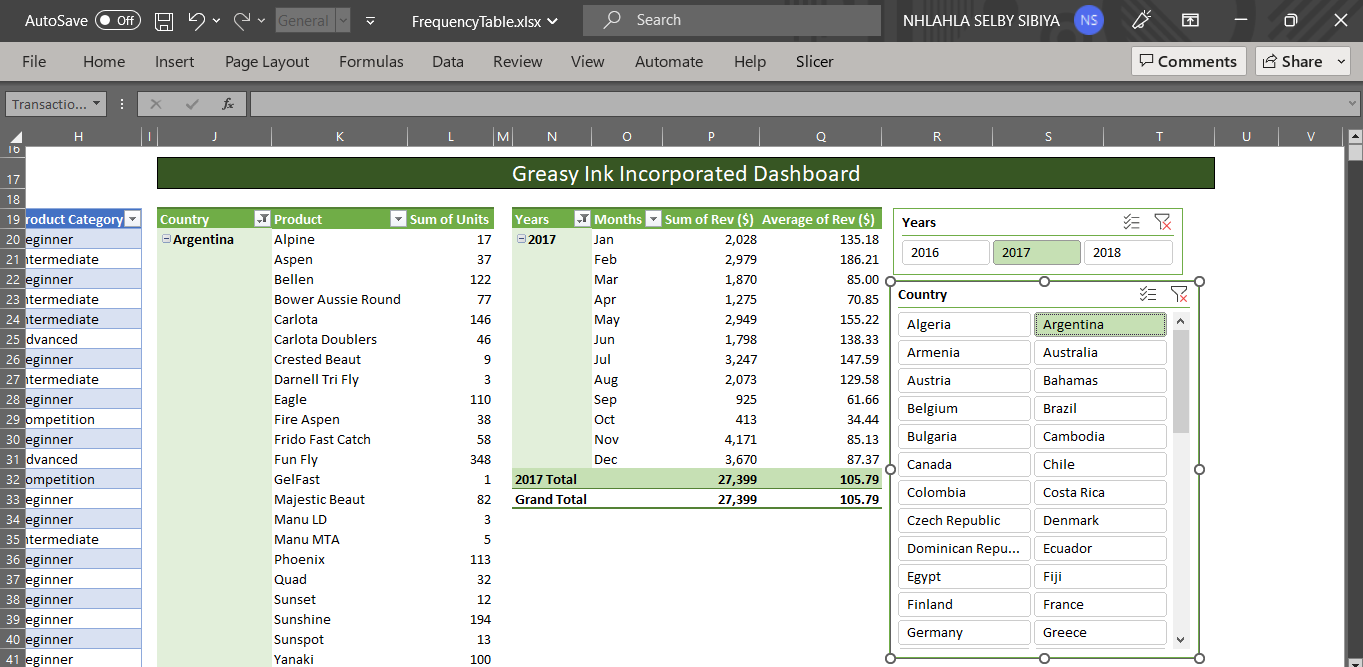 AutoSave Off General FrequencyTable.xlsx Search NHLAHLA SELBY SIBIYA NS
File Home Insert Page Layout Formulas Data Review View Automate Help Slicer Comments Share
Transactio... fx
H I J K L M N O P Q R S T U V
16
17 Greasy Ink Incorporated Dashboard
18
19 roduct Category Country Product Sum of Units Years Months Sum of Rev ($) Average of Rev ($) Years
20 eginner Argentina Alpine 17 2017 Jan 2,028 135.18
21 ntermediate Aspen 37 Feb 2,979 186.21 2016 2017 2018
22 eginner Bellen 122 Mar 1,870 85.00
23 ntermediate Bower Aussie Round 77 Apr 1,275 70.85 Country
24 ntermediate Carlota 146 May 2,949 155.22 Algeria Argentina
25 dvanced Carlota Doublers 46 Jun 1,798 138.33 Armenia Australia
26 eginner Crested Beaut 9 Jul 3,247 147.59
27 ntermediate Darnell Tri Fly 3 Aug 2,073 129.58 Austria Bahamas
28 eginner Eagle 110 Sep 925 61.66 Belgium Brazil
29 ompetition Fire Aspen 38 Oct 413 34.44
30 eginner Frido Fast Catch 58 Nov 4,171 85.13 Bulgaria Cambodia
31 dvanced Fun Fly 348 Dec 3,670 87.37 Canada Chile
32 ompetition GelFast 1 2017 Total 27,399 105.79
33 eginner Majestic Beaut 82 Grand Total 27,399 105.79 Colombia Costa Rica
34 eginner Manu LD 3 Czech Republic Denmark
35 ntermediate Manu MTA 5 Dominican Repu... Ecuador
36 eginner Phoenix 113
37 eginner Quad 32 Egypt Fiji
38 eginner Sunset 12 Finland France
39 eginner Sunshine 194
40 eginner Sunspot 13 Germany Greece
41 eginner Yanaki 100